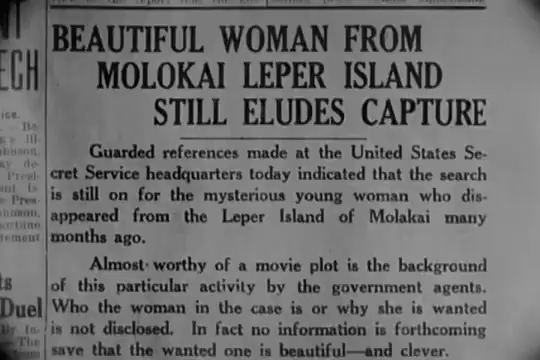 BEAUTIFUL WOMAN FROM
MOLOKAI LEPER ISLAND
STILL ELUDES CAPTURE
Guarded references made at the United States Se-
cret Service headquarters today indicated that the search
is still on for the mysterious young woman who dis-
appeared from the Leper Island of Molakai many
months ago.
Almost worthy of a movie plot is the background
of this particular activity by the government agents.
Who the woman in the case or why she is wanted
is not disclosed. In fact no information is forthcoming
save that the wanted one is beautiful—and clever.
ECH
Duel
The